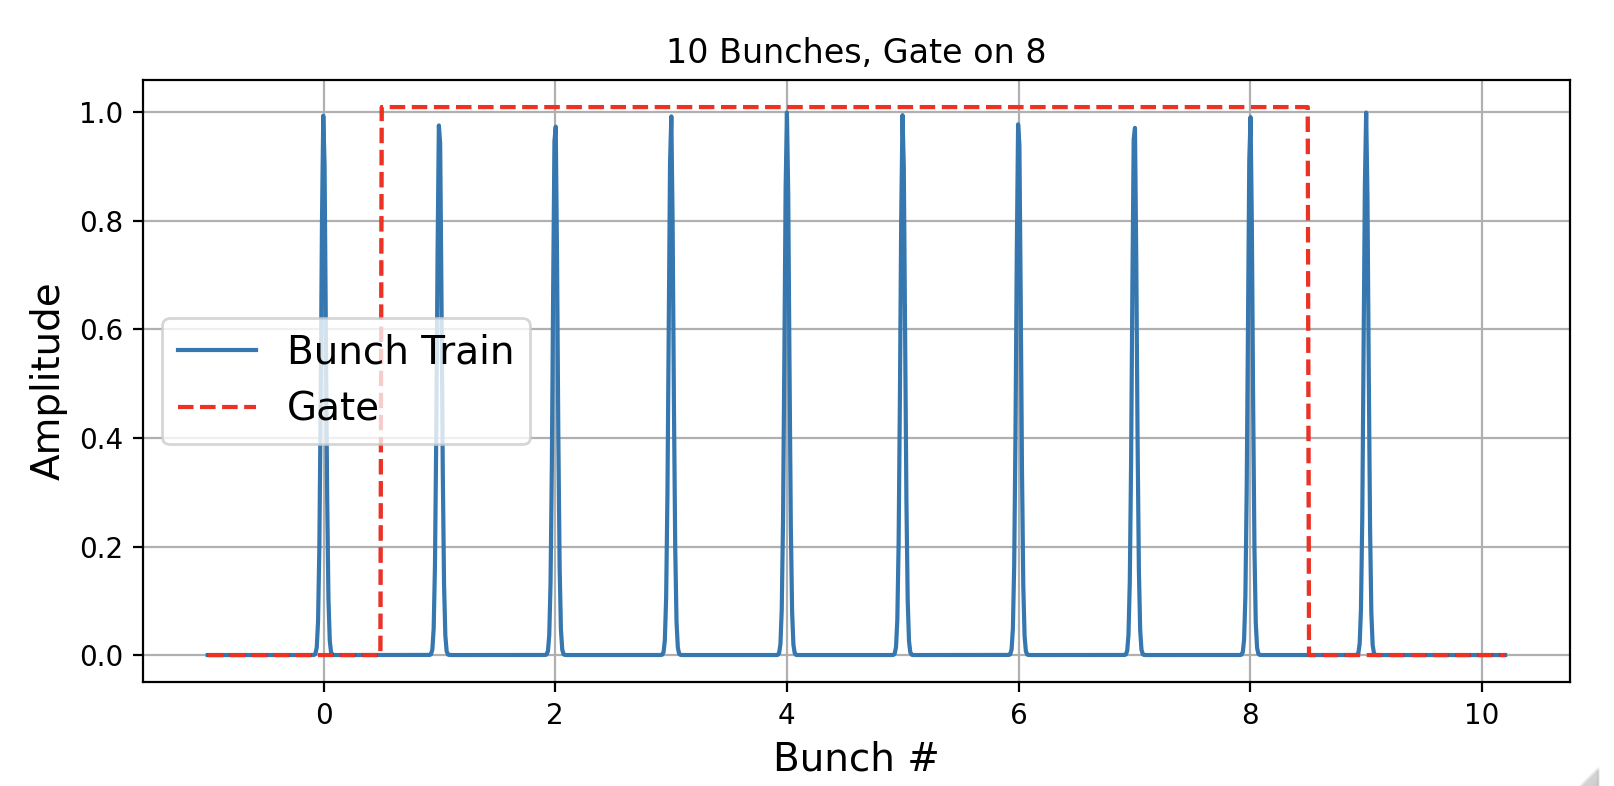 10 Bunches, Gate on 8
1.0
0.8
0.6
0.4
0.2
0.0
Amplitude
Bunch Train
Gate
0 2 4 6 8 10
Bunch #